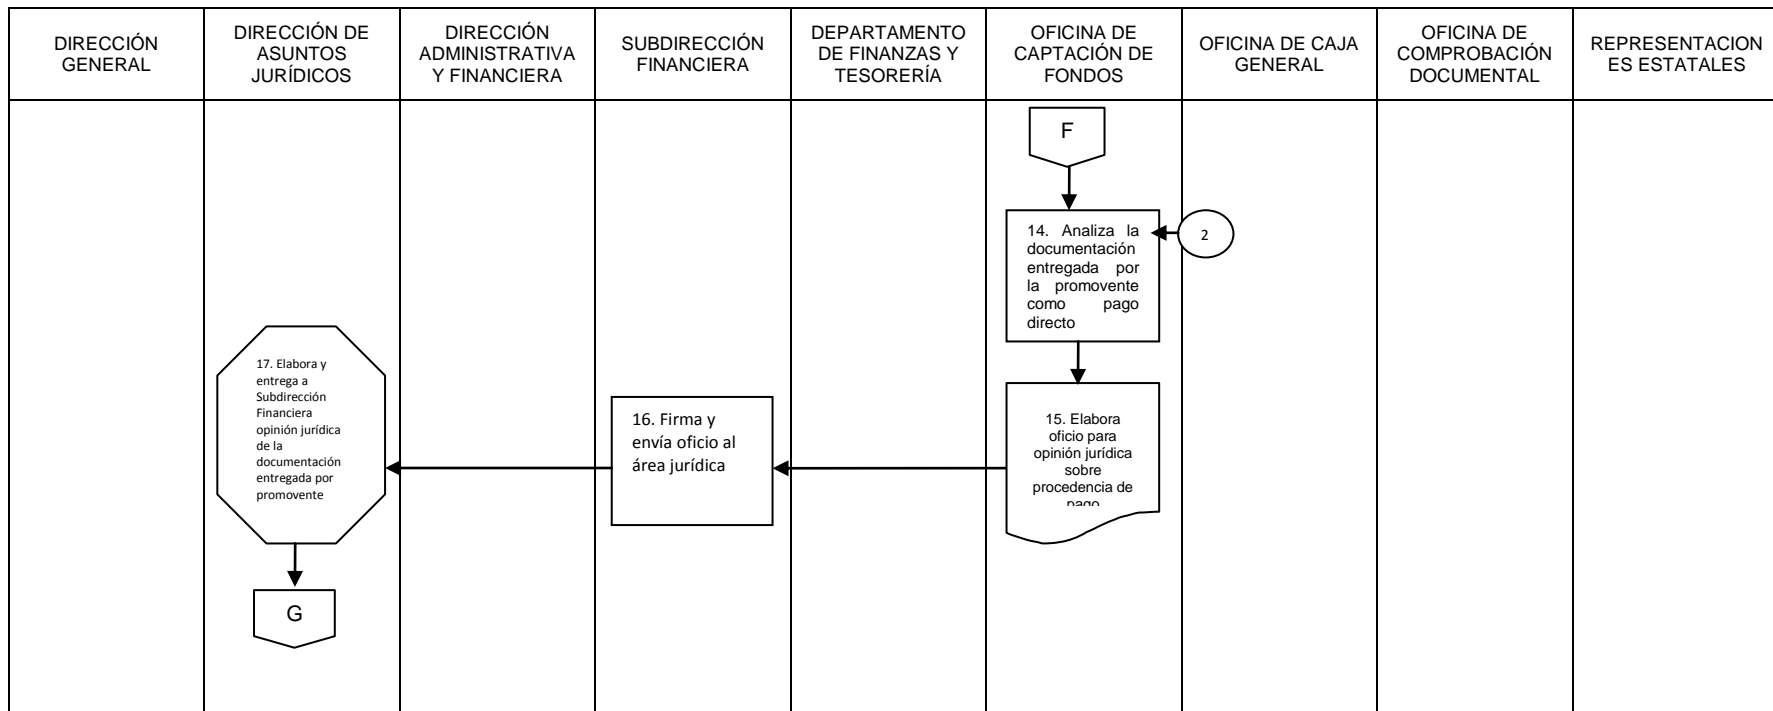 DIRECCIÓN
GENERAL
DIRECCIÓN DE
ASUNTOS
JURÍDICOS
DIRECCIÓN
ADMINISTRATIVA
Y FINANCIERA
SUBDIRECCIÓN
FINANCIERA
DEPARTAMENTO
DE FINANZAS Y
TESORERÍA
OFICINA DE
CAPTACIÓN DE
FONDOS
OFICINA DE CAJA
GENERAL
OFICINA DE
COMPROBACIÓN
DOCUMENTAL
REPRESENTACION
ES ESTATALES
F
14. Analiza la
documentación
entregada por
la promovente
como pago
directo
2
15. Elabora
oficio para
opinión jurídica
sobre
procedencia de
pago
16. Firma y
envía oficio al
área jurídica
17. Elabora y
entrega a
Subdirección
Financiera
opinión jurídica
de la
documentación
entregada por
promovente
G